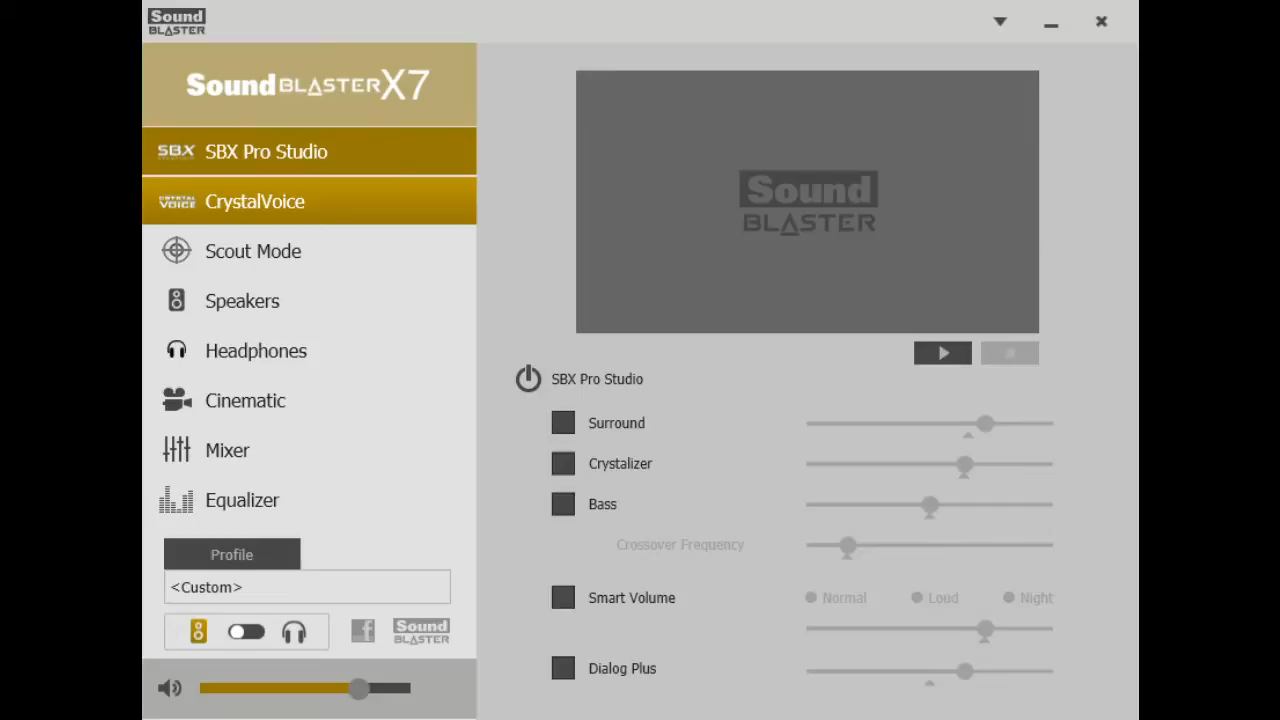 Sound
BLASTER
Sound BLASTER X7
SBX SBX Pro Studio
CRYSTAL
VOICE CrystalVoice
Scout Mode
Speakers
Headphones
Cinematic
Mixer
Equalizer
Profile
<Custom>
Sound
BLASTER
Sound
BLASTER
SBX Pro Studio
Surround
Crystalizer
Bass
Crossover Frequency
Smart Volume
Normal Loud Night
Dialog Plus